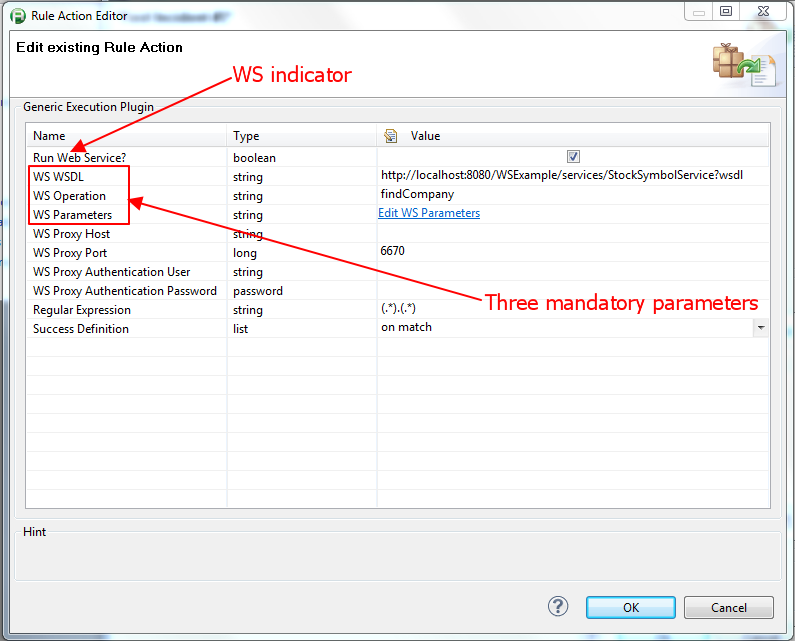 Rule Action Editor
Edit existing Rule Action
WS indicator
Generic Execution Plugin
Name Type Value
Run Web Service? boolean
WS WSDL string http://localhost:8080/WSExample/services/StockSymbolService?wsdl
WS Operation string findCompany
WS Parameters string Edit WS Parameters
WS Proxy Host string
WS Proxy Port long 6670
WS Proxy Authentication User string
WS Proxy Authentication Password password
Three mandatory parameters
Regular Expression string (.*).(.*)
Success Definition list on match
Hint
? OK Cancel